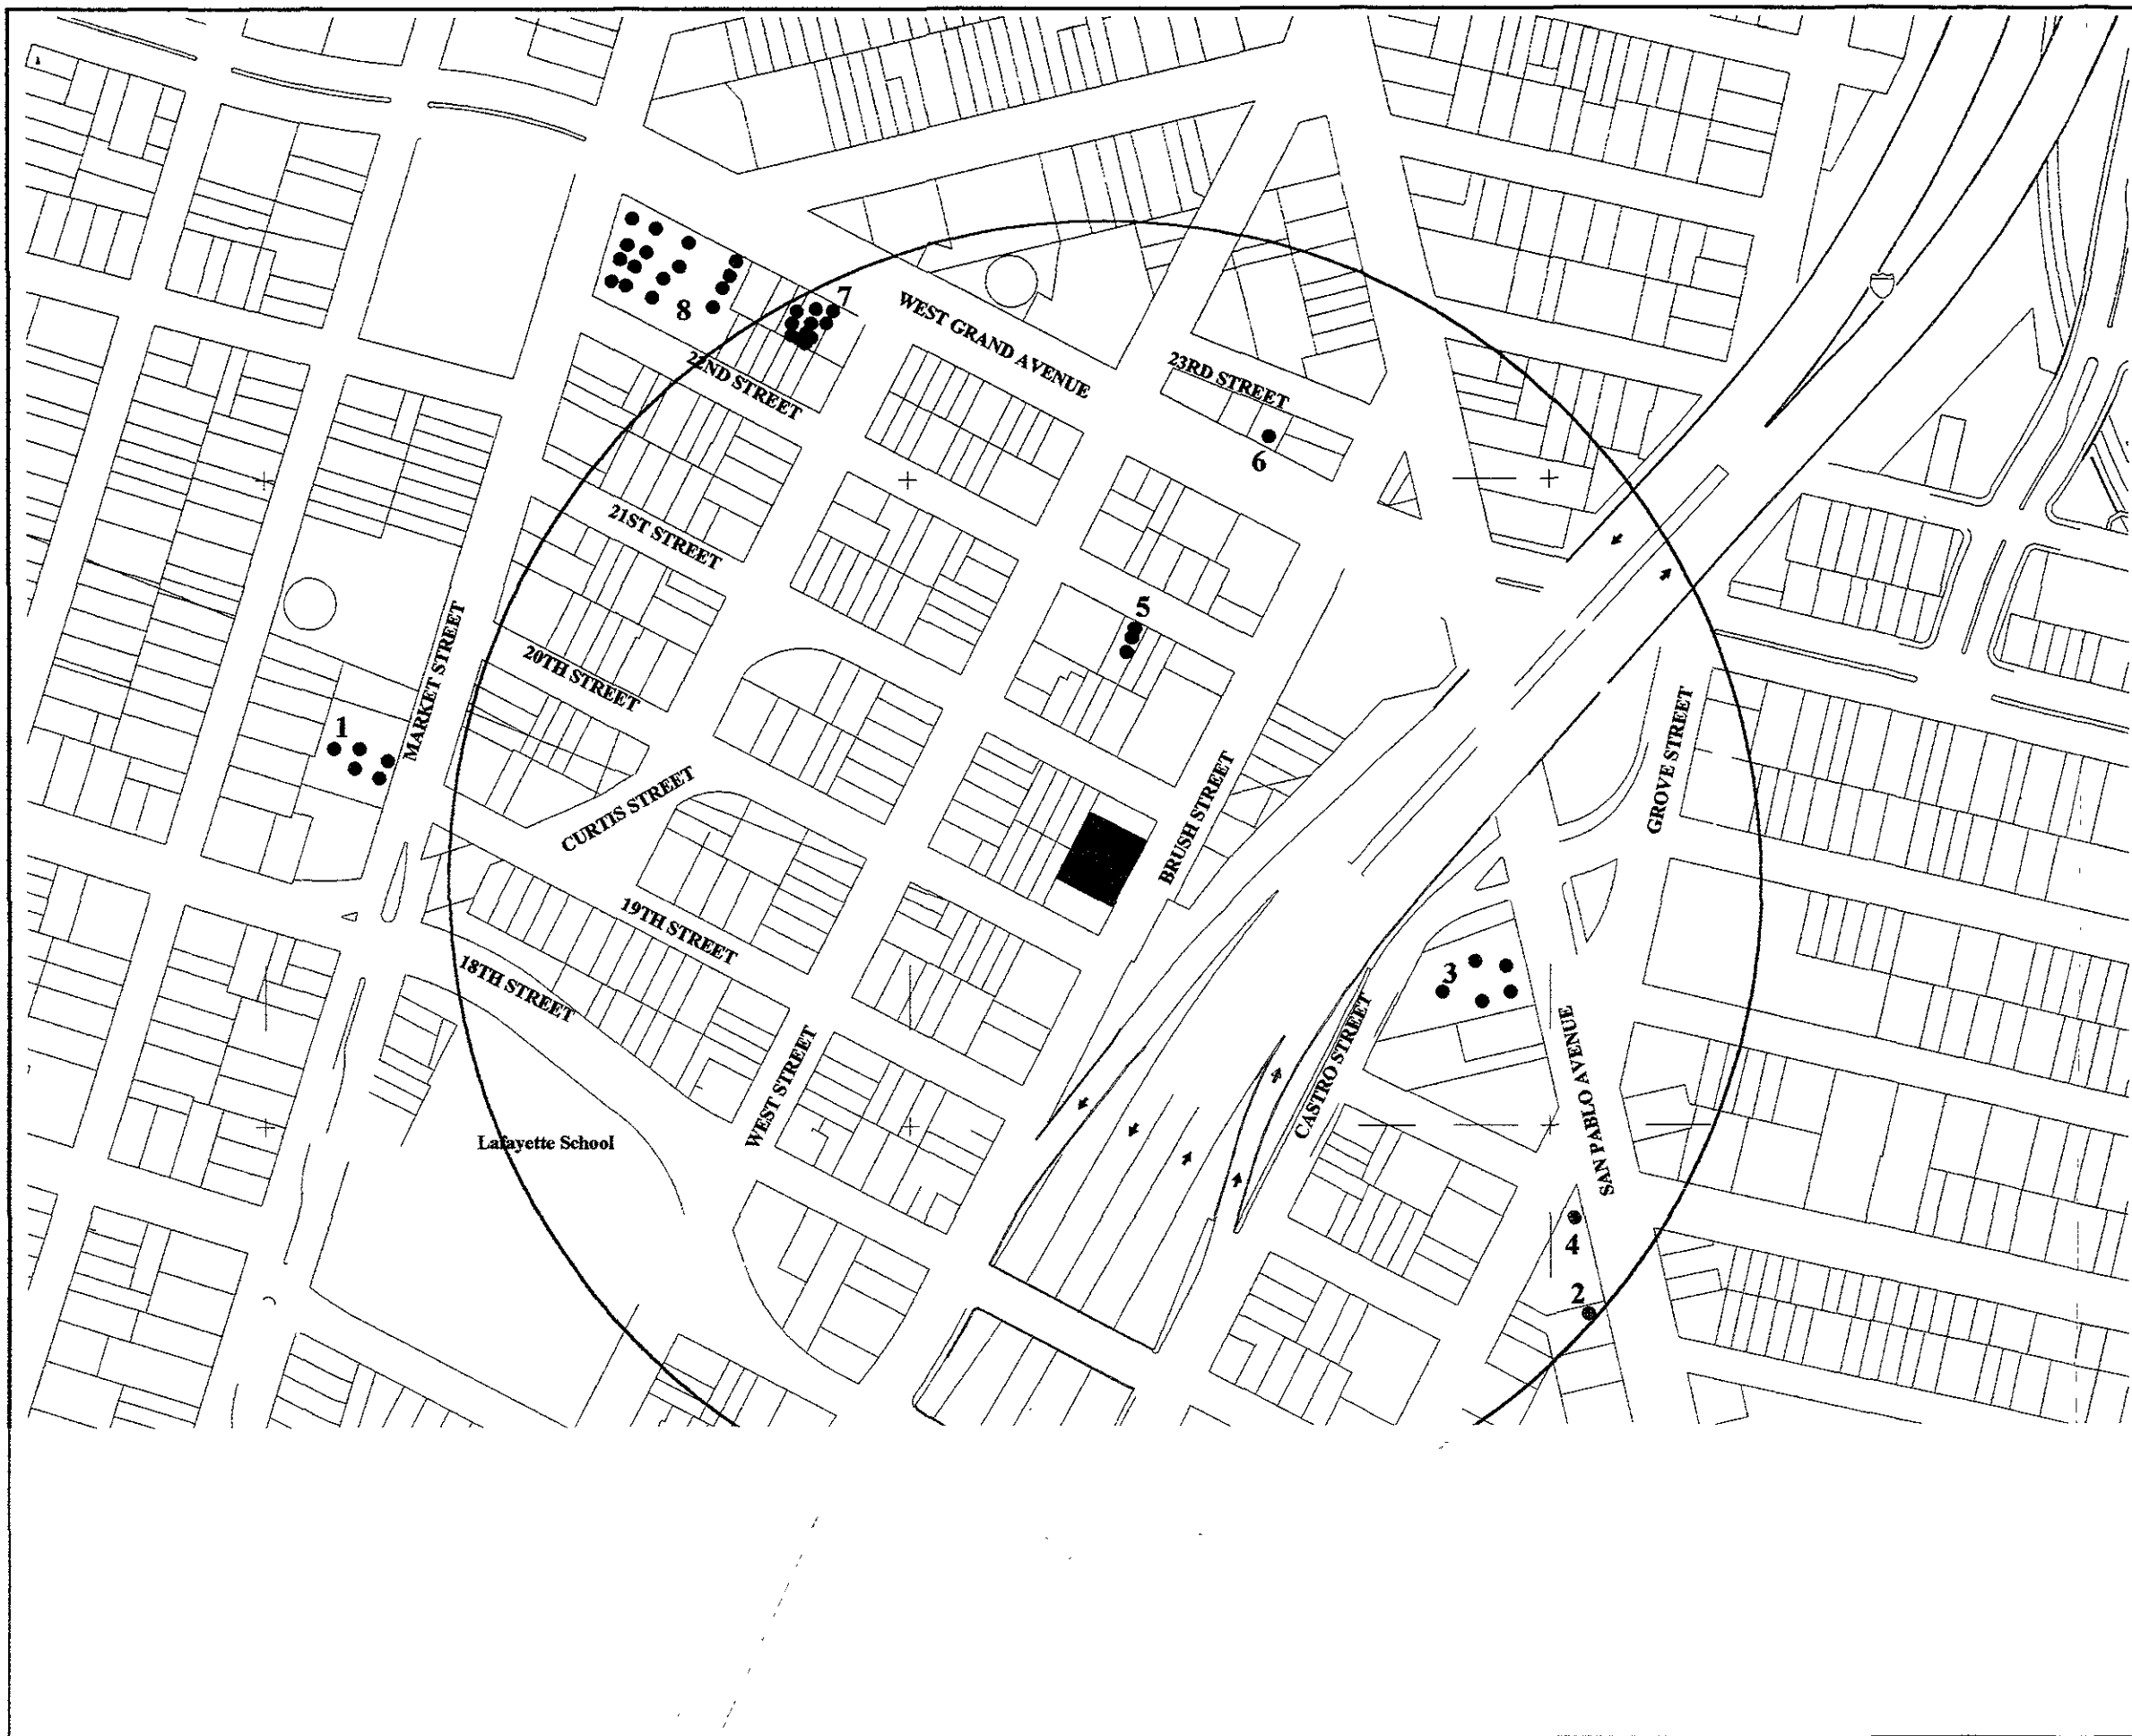 7
8
WEST GRAND AVENUE
22ND STREET
23RD STREET
6
21ST STREET
5
20TH STREET
MARKET STREET
1
GROVE STREET
CURTIS STREET
BRUSH STREET
19TH STREET
18TH STREET
3
WEST STREET
CASTRO STREET
SAN PABLO AVENUE
Lafayette School
4
2